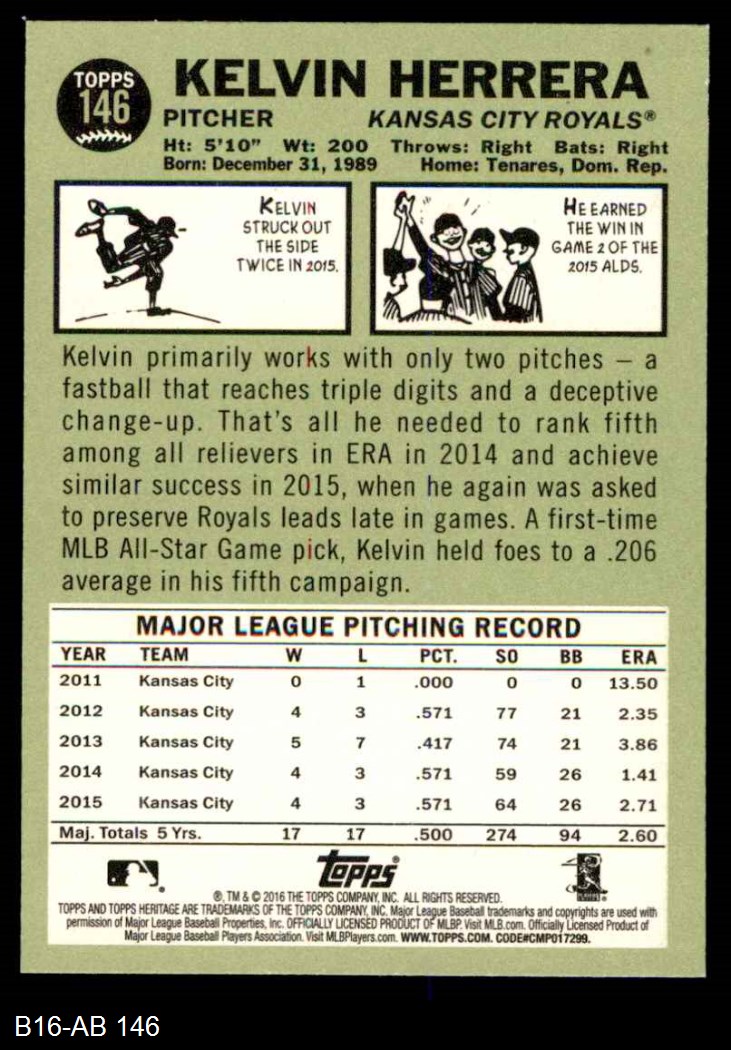 TOPPS
146
KELVIN HERRERA
PITCHER KANSAS CITY ROYALS®
Ht: 5'10" Wt: 200 Throws: Right Bats: Right
Born: December 31, 1989 Home: Tenares, Dom. Rep.
KELVIN
STRUCK OUT
THE SIDE
TWICE IN 2015.
HE EARNED
THE WIN IN
GAME 2 OF THE
2015 ALDS.
Kelvin primarily works with only two pitches – a
fastball that reaches triple digits and a deceptive
change-up. That's all he needed to rank fifth
among all relievers in ERA in 2014 and achieve
similar success in 2015, when he again was asked
to preserve Royals leads late in games. A first-time
MLB All-Star Game pick, Kelvin held foes to a .206
average in his fifth campaign.
MAJOR LEAGUE PITCHING RECORD
YEAR TEAM W L PCT. SO BB ERA
2011 Kansas City 0 1 .000 0 0 13.50
2012 Kansas City 4 3 .571 77 21 2.35
2013 Kansas City 5 7 .417 74 21 3.86
2014 Kansas City 4 3 .571 59 26 1.41
2015 Kansas City 4 3 .571 64 26 2.71
Maj. Totals 5 Yrs. 17 17 .500 274 94 2.60
Topps®
®, TM & © 2016 THE TOPPS COMPANY, INC. ALL RIGHTS RESERVED.
TOPPS AND TOPPS HERITAGE ARE TRADEMARKS OF THE TOPPS COMPANY, INC. Major League Baseball trademarks and copyrights are used with
permission of Major League Baseball Properties, Inc. OFFICIALLY LICENSED PRODUCT OF MLBP. Visit MLB.com. Officially Licensed Product of
Major League Baseball Players Association. Visit MLBPlayers.com. WWW.TOPPS.COM. CODE#CMP017299.
B16-AB 146